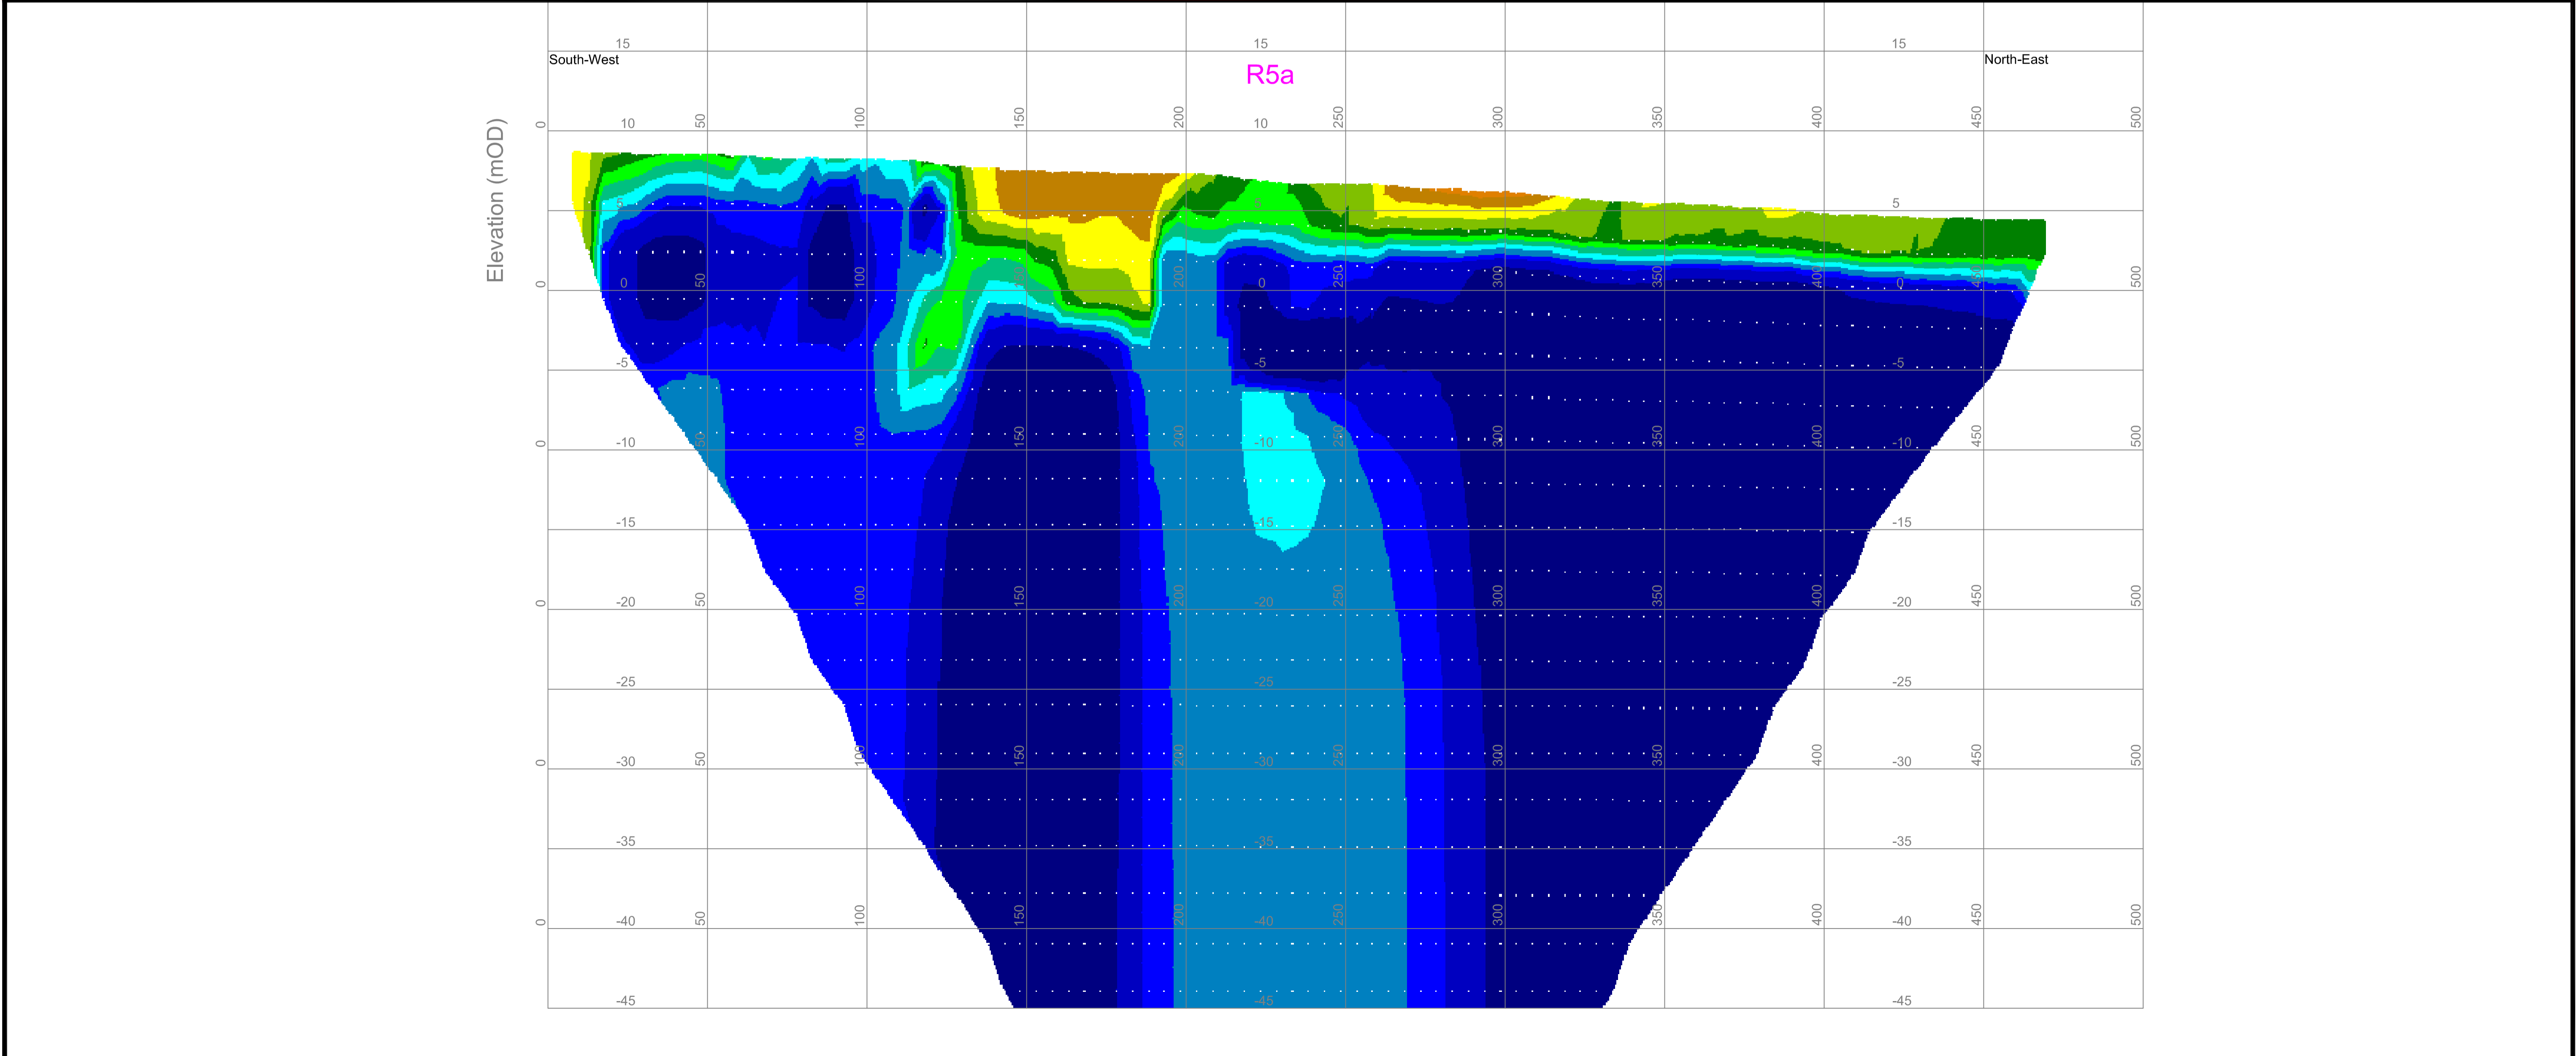 15 15 15
South-West North-East
R5a
Elevation (mOD)
0 10 50 100 150 200 10 250 300 350 400 450 500
5 5 5
0 0 50 100 150 200 0 250 300 350 400 0 450 500
-5 -5 -5
0 -10 50 100 150 200 -10 250 300 350 400 -10 450 500
-15 -15 -15
0 -20 50 100 150 200 -20 250 300 350 400 -20 450 500
-25 -25 -25
0 -30 50 100 150 200 -30 250 300 350 400 -30 450 500
-35 -35 -35
0 -40 50 100 150 200 -40 250 300 350 400 -40 450 500
-45 -45 -45